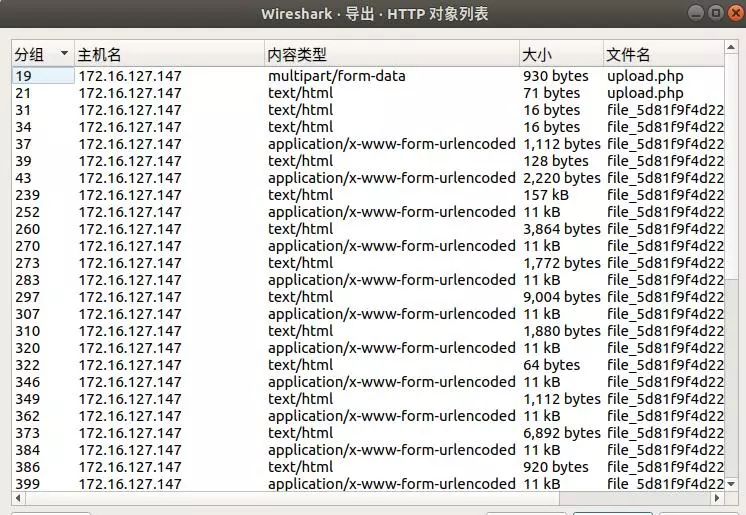 Wireshark · 导出 · HTTP 对象列表
分组 主机名 内容类型 大小 文件名
19 172.16.127.147 multipart/form-data 930 bytes upload.php
21 172.16.127.147 text/html 71 bytes upload.php
31 172.16.127.147 text/html 16 bytes file_5d81f9f4d22
34 172.16.127.147 text/html 16 bytes file_5d81f9f4d22
37 172.16.127.147 application/x-www-form-urlencoded 1,112 bytes file_5d81f9f4d22
39 172.16.127.147 text/html 128 bytes file_5d81f9f4d22
43 172.16.127.147 application/x-www-form-urlencoded 2,220 bytes file_5d81f9f4d22
239 172.16.127.147 text/html 157 kB file_5d81f9f4d22
252 172.16.127.147 application/x-www-form-urlencoded 11 kB file_5d81f9f4d22
260 172.16.127.147 text/html 3,864 bytes file_5d81f9f4d22
270 172.16.127.147 application/x-www-form-urlencoded 11 kB file_5d81f9f4d22
273 172.16.127.147 text/html 1,772 bytes file_5d81f9f4d22
283 172.16.127.147 application/x-www-form-urlencoded 11 kB file_5d81f9f4d22
297 172.16.127.147 text/html 9,004 bytes file_5d81f9f4d22
307 172.16.127.147 application/x-www-form-urlencoded 11 kB file_5d81f9f4d22
310 172.16.127.147 text/html 1,880 bytes file_5d81f9f4d22
320 172.16.127.147 application/x-www-form-urlencoded 11 kB file_5d81f9f4d22
322 172.16.127.147 text/html 64 bytes file_5d81f9f4d22
346 172.16.127.147 application/x-www-form-urlencoded 11 kB file_5d81f9f4d22
349 172.16.127.147 text/html 1,112 bytes file_5d81f9f4d22
362 172.16.127.147 application/x-www-form-urlencoded 11 kB file_5d81f9f4d22
373 172.16.127.147 text/html 6,892 bytes file_5d81f9f4d22
384 172.16.127.147 application/x-www-form-urlencoded 11 kB file_5d81f9f4d22
386 172.16.127.147 text/html 920 bytes file_5d81f9f4d22
399 172.16.127.147 application/x-www-form-urlencoded 11 kB file_5d81f9f4d22